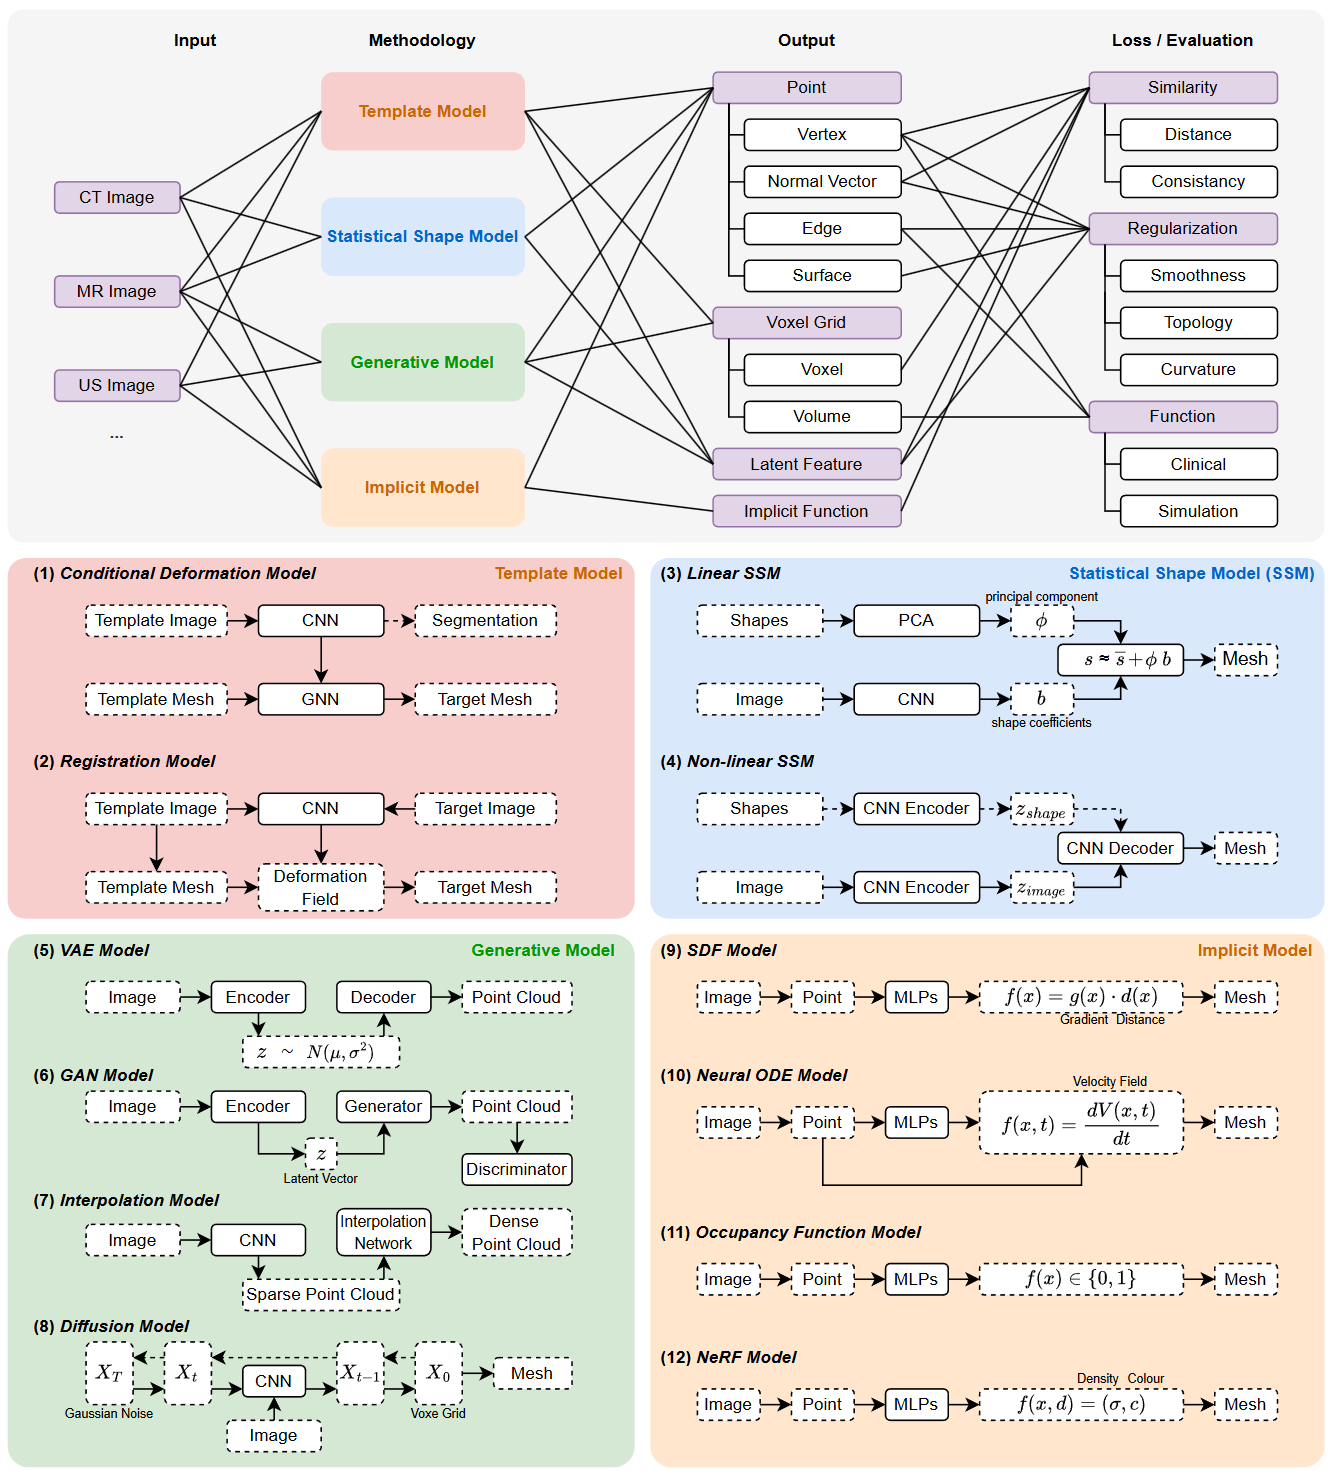 Input
Methodology
Output
Loss / Evaluation
Template Model
Statistical Shape Model
Generative Model
Implicit Model
CT Image
MR Image
US Image
...
Point
Vertex
Normal Vector
Edge
Surface
Voxel Grid
Voxel
Volume
Latent Feature
Implicit Function
Similarity
Distance
Consistancy
Regularization
Smoothness
Topology
Curvature
Function
Clinical
Simulation
(1) Conditional Deformation Model
Template Model
Template Image
CNN
Segmentation
Template Mesh
GNN
Target Mesh
(2) Registration Model
Template Image
CNN
Target Image
Template Mesh
Deformation
Field
Target Mesh
(3) Linear SSM
Statistical Shape Model (SSM)
principal component
Shapes
PCA
ϕ
s ≈ s̅ + ϕ b
Mesh
Image
CNN
b
shape coefficients
(4) Non-linear SSM
Shapes
CNN Encoder
z_shape
CNN Decoder
Mesh
Image
CNN Encoder
z_image
(5) VAE Model
Generative Model
Image
Encoder
Decoder
Point Cloud
z ~ N(μ, σ²)
(6) GAN Model
Image
Encoder
Generator
Point Cloud
z
Latent Vector
Discriminator
(7) Interpolation Model
Image
CNN
Interpolation
Network
Dense
Point Cloud
Sparse Point Cloud
(8) Diffusion Model
X_T
X_t
CNN
X_{t−1}
X_0
Mesh
Gaussian Noise
Voxe Grid
Image
(9) SDF Model
Implicit Model
Image
Point
MLPs
f(x) = g(x) · d(x)
Mesh
Gradient Distance
(10) Neural ODE Model
Velocity Field
Image
Point
MLPs
f(x, t) = dV(x, t) / dt
Mesh
(11) Occupancy Function Model
Image
Point
MLPs
f(x) ∈ {0, 1}
Mesh
(12) NeRF Model
Density Colour
Image
Point
MLPs
f(x, d) = (σ, c)
Mesh